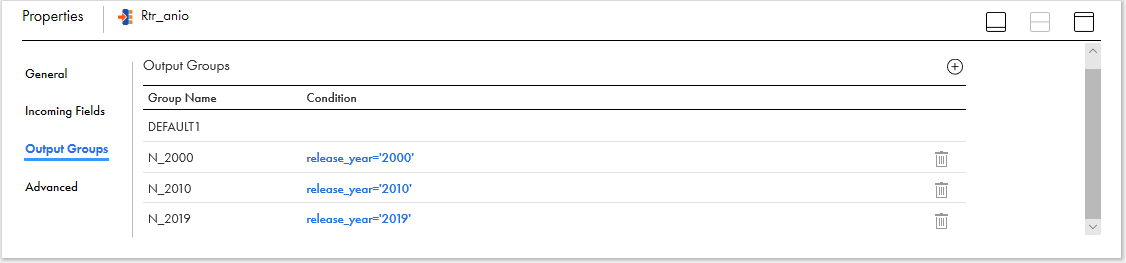 Properties Rtr_anio
General
Incoming Fields
Output Groups
Advanced
Output Groups
Group Name Condition
DEFAULT1
N_2000 release_year='2000'
N_2010 release_year='2010'
N_2019 release_year='2019'